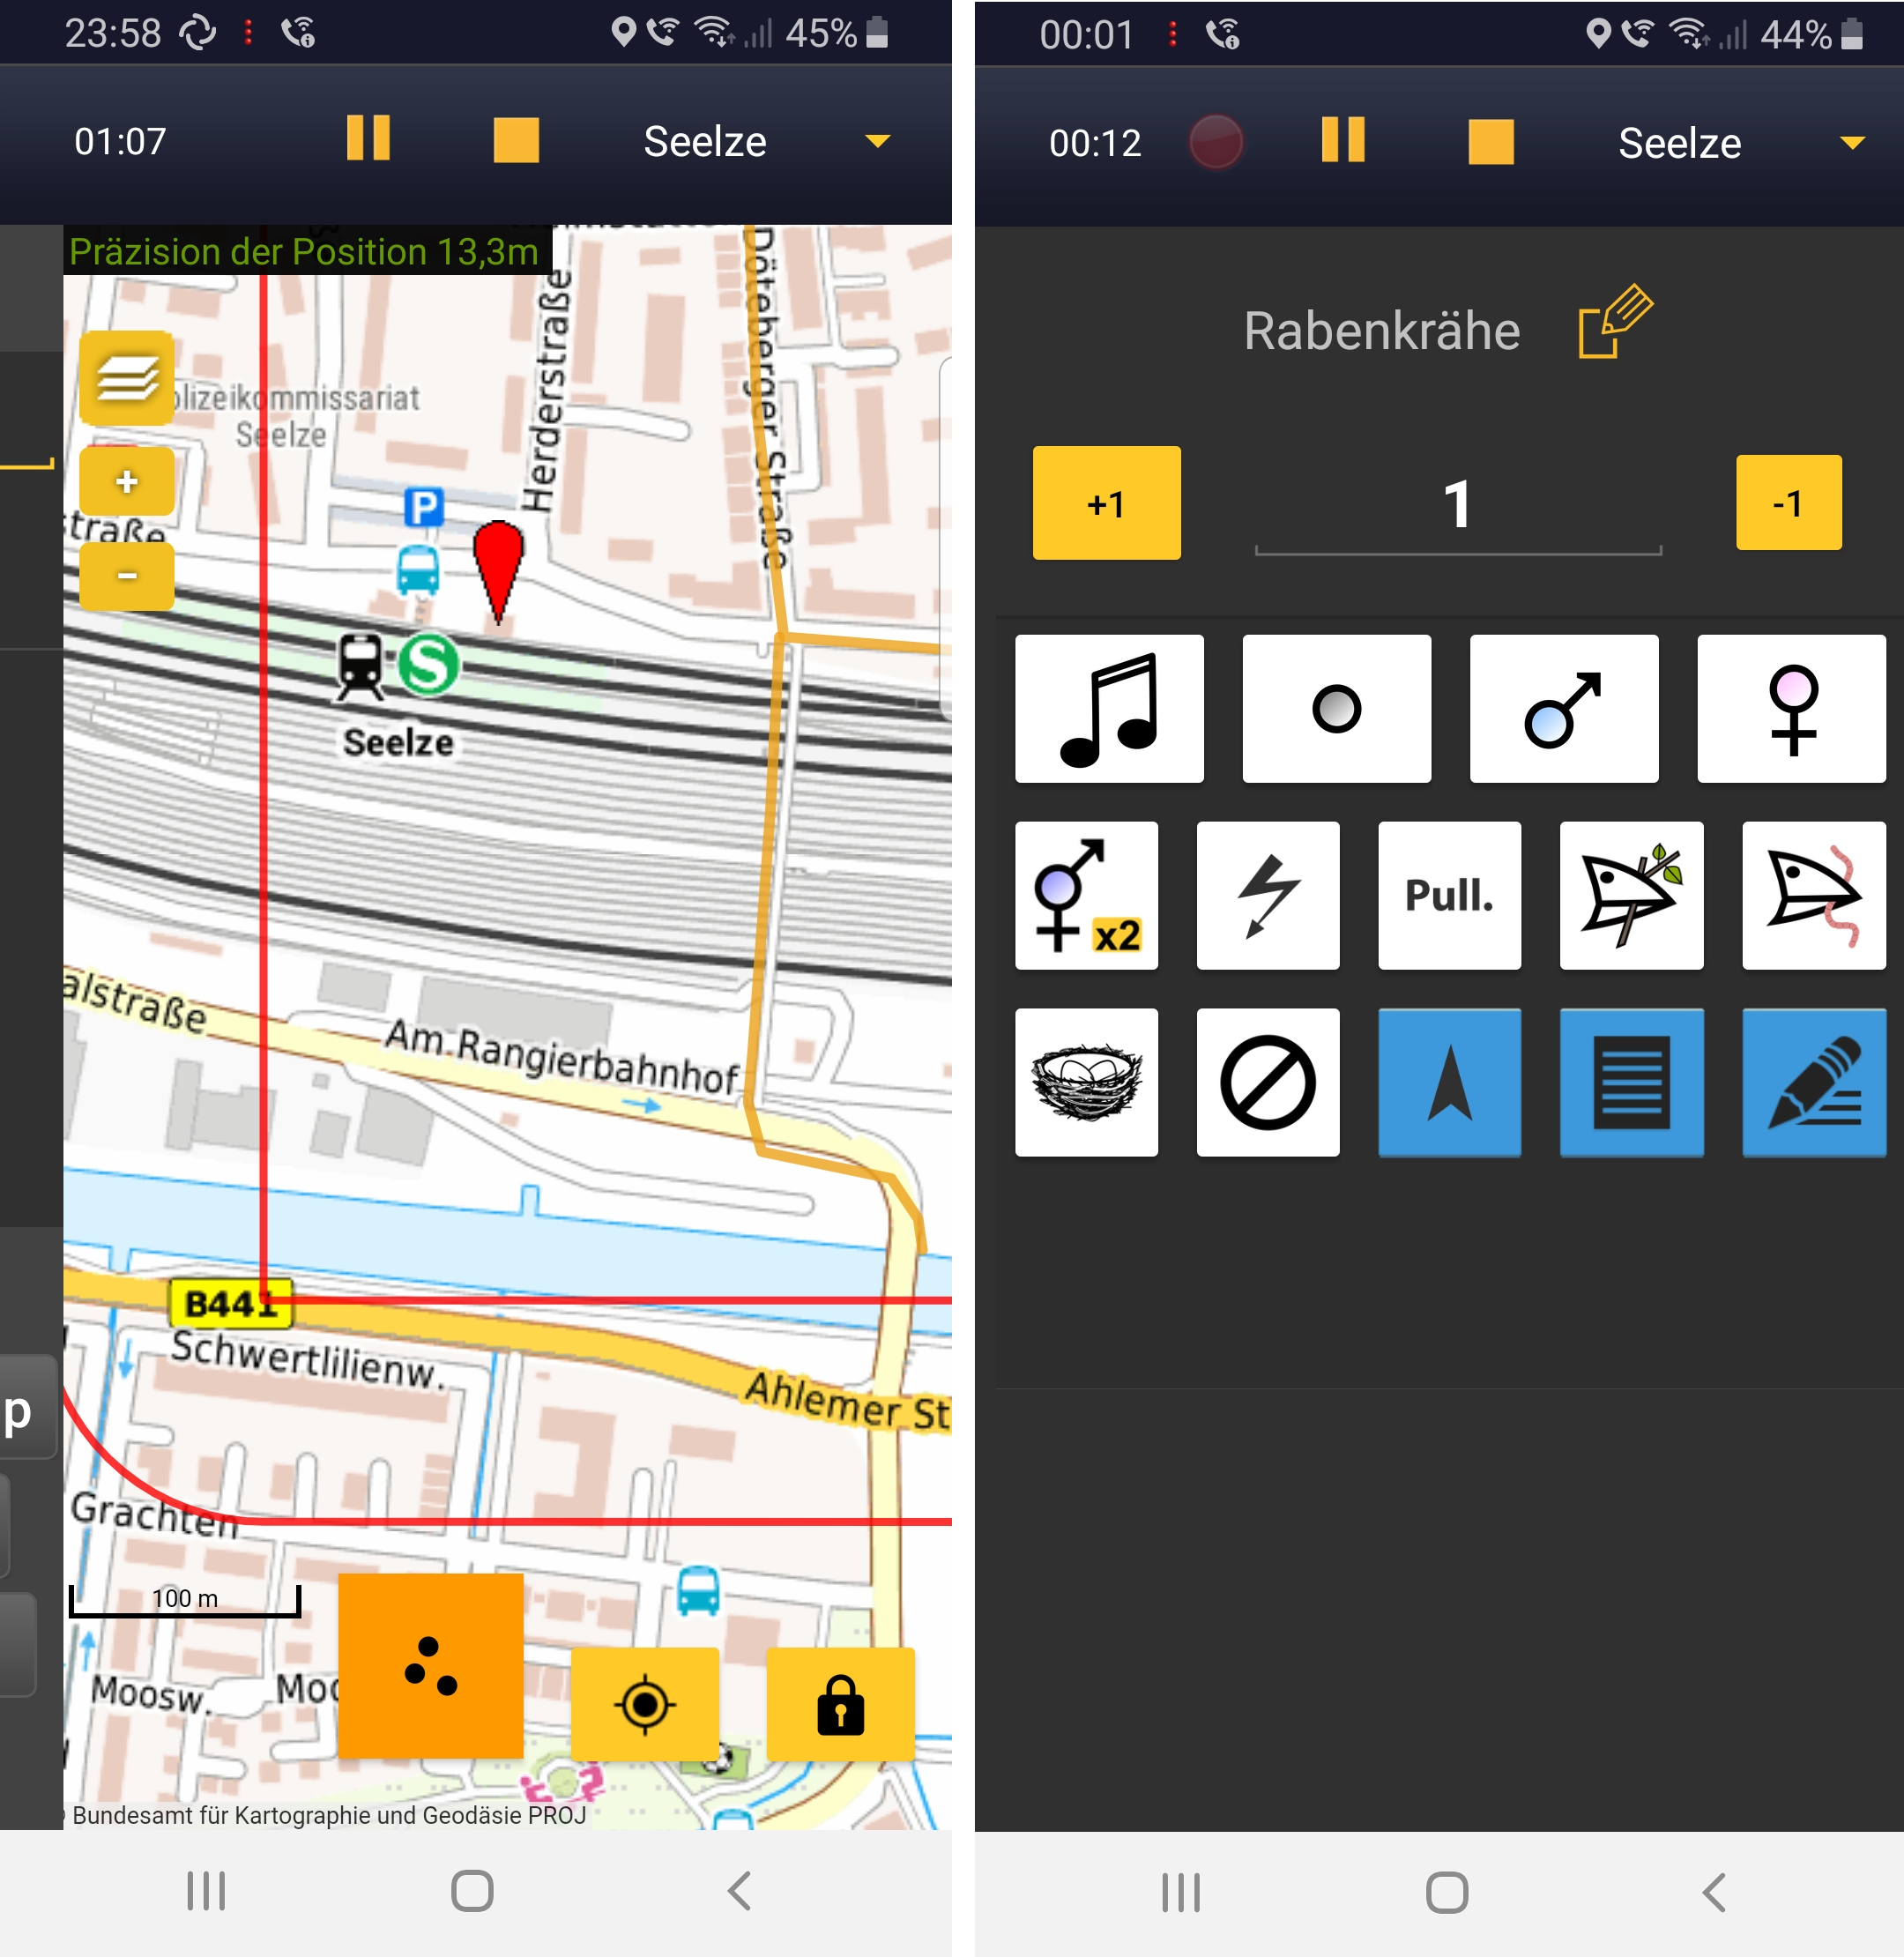 23:58
45%
01:07
Seelze
Präzision der Position 13,3m
Herderstraße
Döteberger Straße
olizeikommissariat
Seelze
+
straße
P
−
S
Seelze
alstraße
Am Rangierbahnhof
B441
Schwertlilienw.
Ahlemer St
p
Grachten
100 m
Moosw.
Moo
Bundesamt für Kartographie und Geodäsie PROJ
00:01
44%
00:12
Seelze
Rabenkrähe
+1
1
-1
x2
Pull.